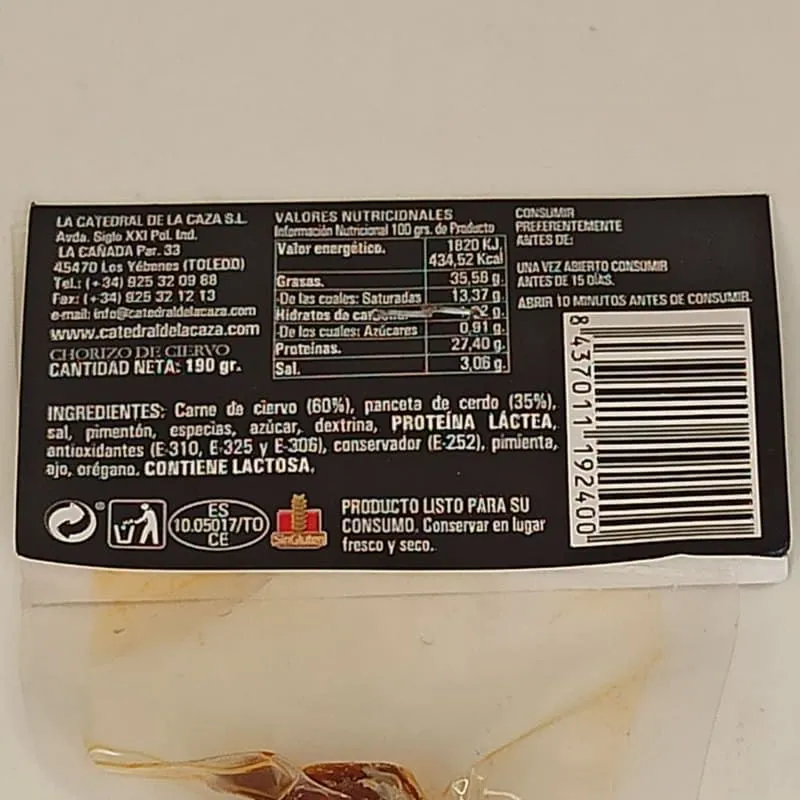 LA CATEDRAL DE LA CAZA S.L.
Avda. Siglo XXI Pol. Ind.
LA CAÑADA Par. 33
45470 Los Yébenes (TOLEDO)
Tel.: (+34) 925 32 09 68
Fax: (+34) 925 32 12 13
e-mail: info@catedraldelacaza.com
www.catedraldelacaza.com
CHORIZO DE CIERVO
CANTIDAD NETA: 190 gr.
VALORES NUTRICIONALES
Información Nutricional 100 grs. de Producto
Valor energético. 1820 KJ.
434,52 Kcal
Grasas. 35,58 g.
De las cuales: Saturadas 13,37 g.
Hidratos de g.
De los cuales: Azúcares 0,91 g.
Proteínas. 27,40 g.
Sal. 3,06 g.
CONSUMIR
PREFERENTEMENTE
ANTES DE:
UNA VEZ ABIERTO CONSUMIR
ANTES DE 15 DÍAS.
ABRIR 10 MINUTOS ANTES DE CONSUMIR.
INGREDIENTES: Carne de ciervo (60%), panceta de cerdo (35%),
sal, pimentón, especias, azúcar, dextrina, PROTEÍNA LÁCTEA,
antioxidantes (E-310, E-325 y E-306), conservador (E-252), pimienta,
ajo, orégano. CONTIENE LACTOSA.
ES
10.05017/TO
CE
SinGluten
PRODUCTO LISTO PARA SU
CONSUMO. Conservar en lugar
fresco y seco.
8 437011 192400